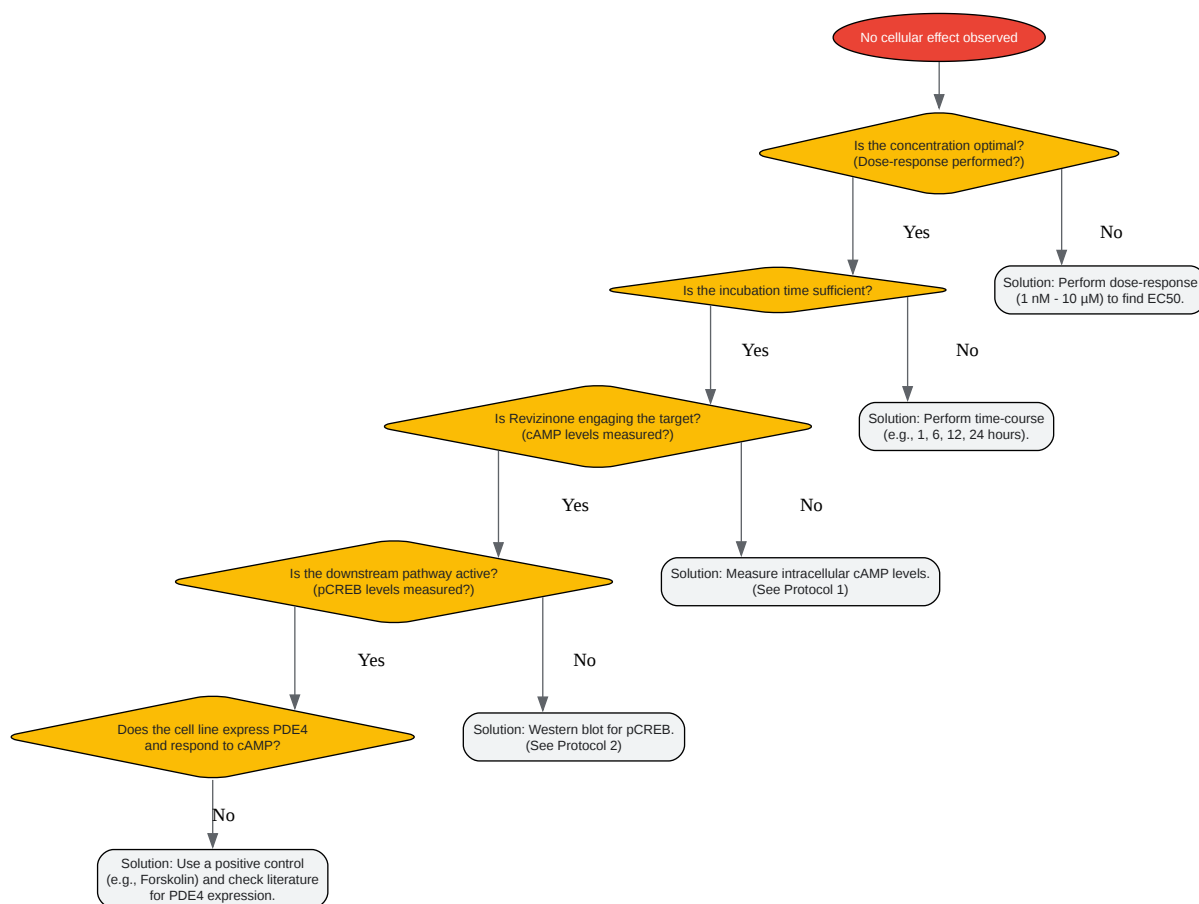 No cellular effect observed
Is the concentration optimal?
(Dose-response performed?)
Yes
No
Solution: Perform dose-response
(1 nM - 10 µM) to find EC50.
Is the incubation time sufficient?
Yes
No
Solution: Perform time-course
(e.g., 1, 6, 12, 24 hours).
Is Revizinone engaging the target?
(cAMP levels measured?)
Yes
No
Solution: Measure intracellular cAMP levels.
(See Protocol 1)
Is the downstream pathway active?
(pCREB levels measured?)
Yes
No
Solution: Western blot for pCREB.
(See Protocol 2)
Does the cell line express PDE4
and respond to cAMP?
No
Solution: Use a positive control
(e.g., Forskolin) and check literature
for PDE4 expression.